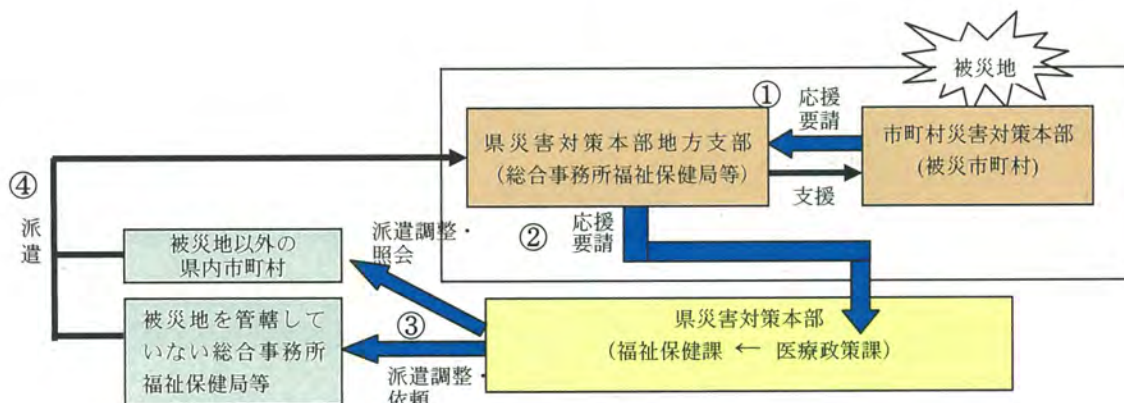 被災地
①
応援
要請
県災害対策本部地方支部
（総合事務所福祉保健局等）
市町村災害対策本部
(被災市町村)
支援
④
派
遣
②
応援
要請
派遣調整・
照会
被災地以外の
県内市町村
③
被災地を管轄して
いない総合事務所
福祉保健局等
県災害対策本部
（福祉保健課 ← 医療政策課）
派遣調整・
依頼